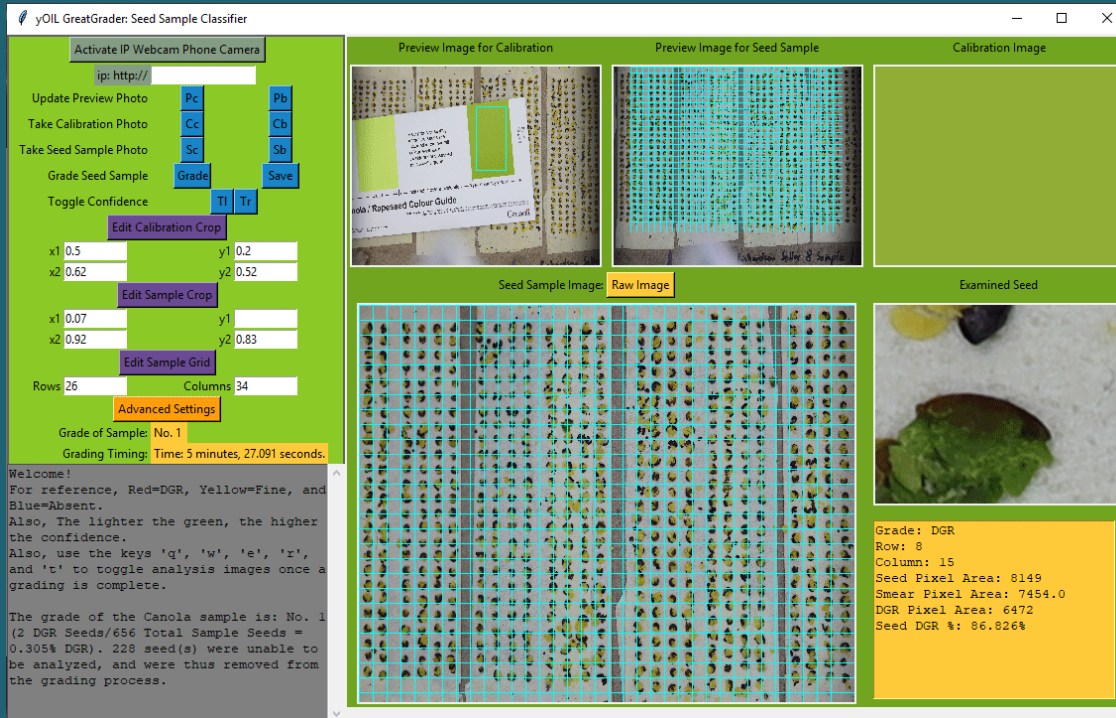 yOIL GreatGrader: Seed Sample Classifier
Activate IP Webcam Phone Camera
ip: http://
Update Preview Photo Pc Pb
Take Calibration Photo Cc Cb
Take Seed Sample Photo Sc Sb
Grade Seed Sample Grade Save
Toggle Confidence Tl Tr
Edit Calibration Crop
x1 0.5 y1 0.2
x2 0.62 y2 0.52
Edit Sample Crop
x1 0.07 y1
x2 0.92 y2 0.83
Edit Sample Grid
Rows 26 Columns 34
Advanced Settings
Grade of Sample: No. 1
Grading Timing: Time: 5 minutes, 27.091 seconds.
Welcome!
For reference, Red=DGR, Yellow=Fine, and
Blue=Absent.
Also, The lighter the green, the higher
the confidence.
Also, use the keys 'q', 'w', 'e', 'r',
and 't' to toggle analysis images once a
grading is complete.
The grade of the Canola sample is: No. 1
(2 DGR Seeds/656 Total Sample Seeds =
0.305% DGR). 228 seed(s) were unable to
be analyzed, and were thus removed from
the grading process.
Preview Image for Calibration
Preview Image for Seed Sample
Calibration Image
/ Rapeseed Colour Guide
Seed Sample Image: Raw Image
Examined Seed
Grade: DGR
Row: 8
Column: 15
Seed Pixel Area: 8149
Smear Pixel Area: 7454.0
DGR Pixel Area: 6472
Seed DGR %: 86.826%